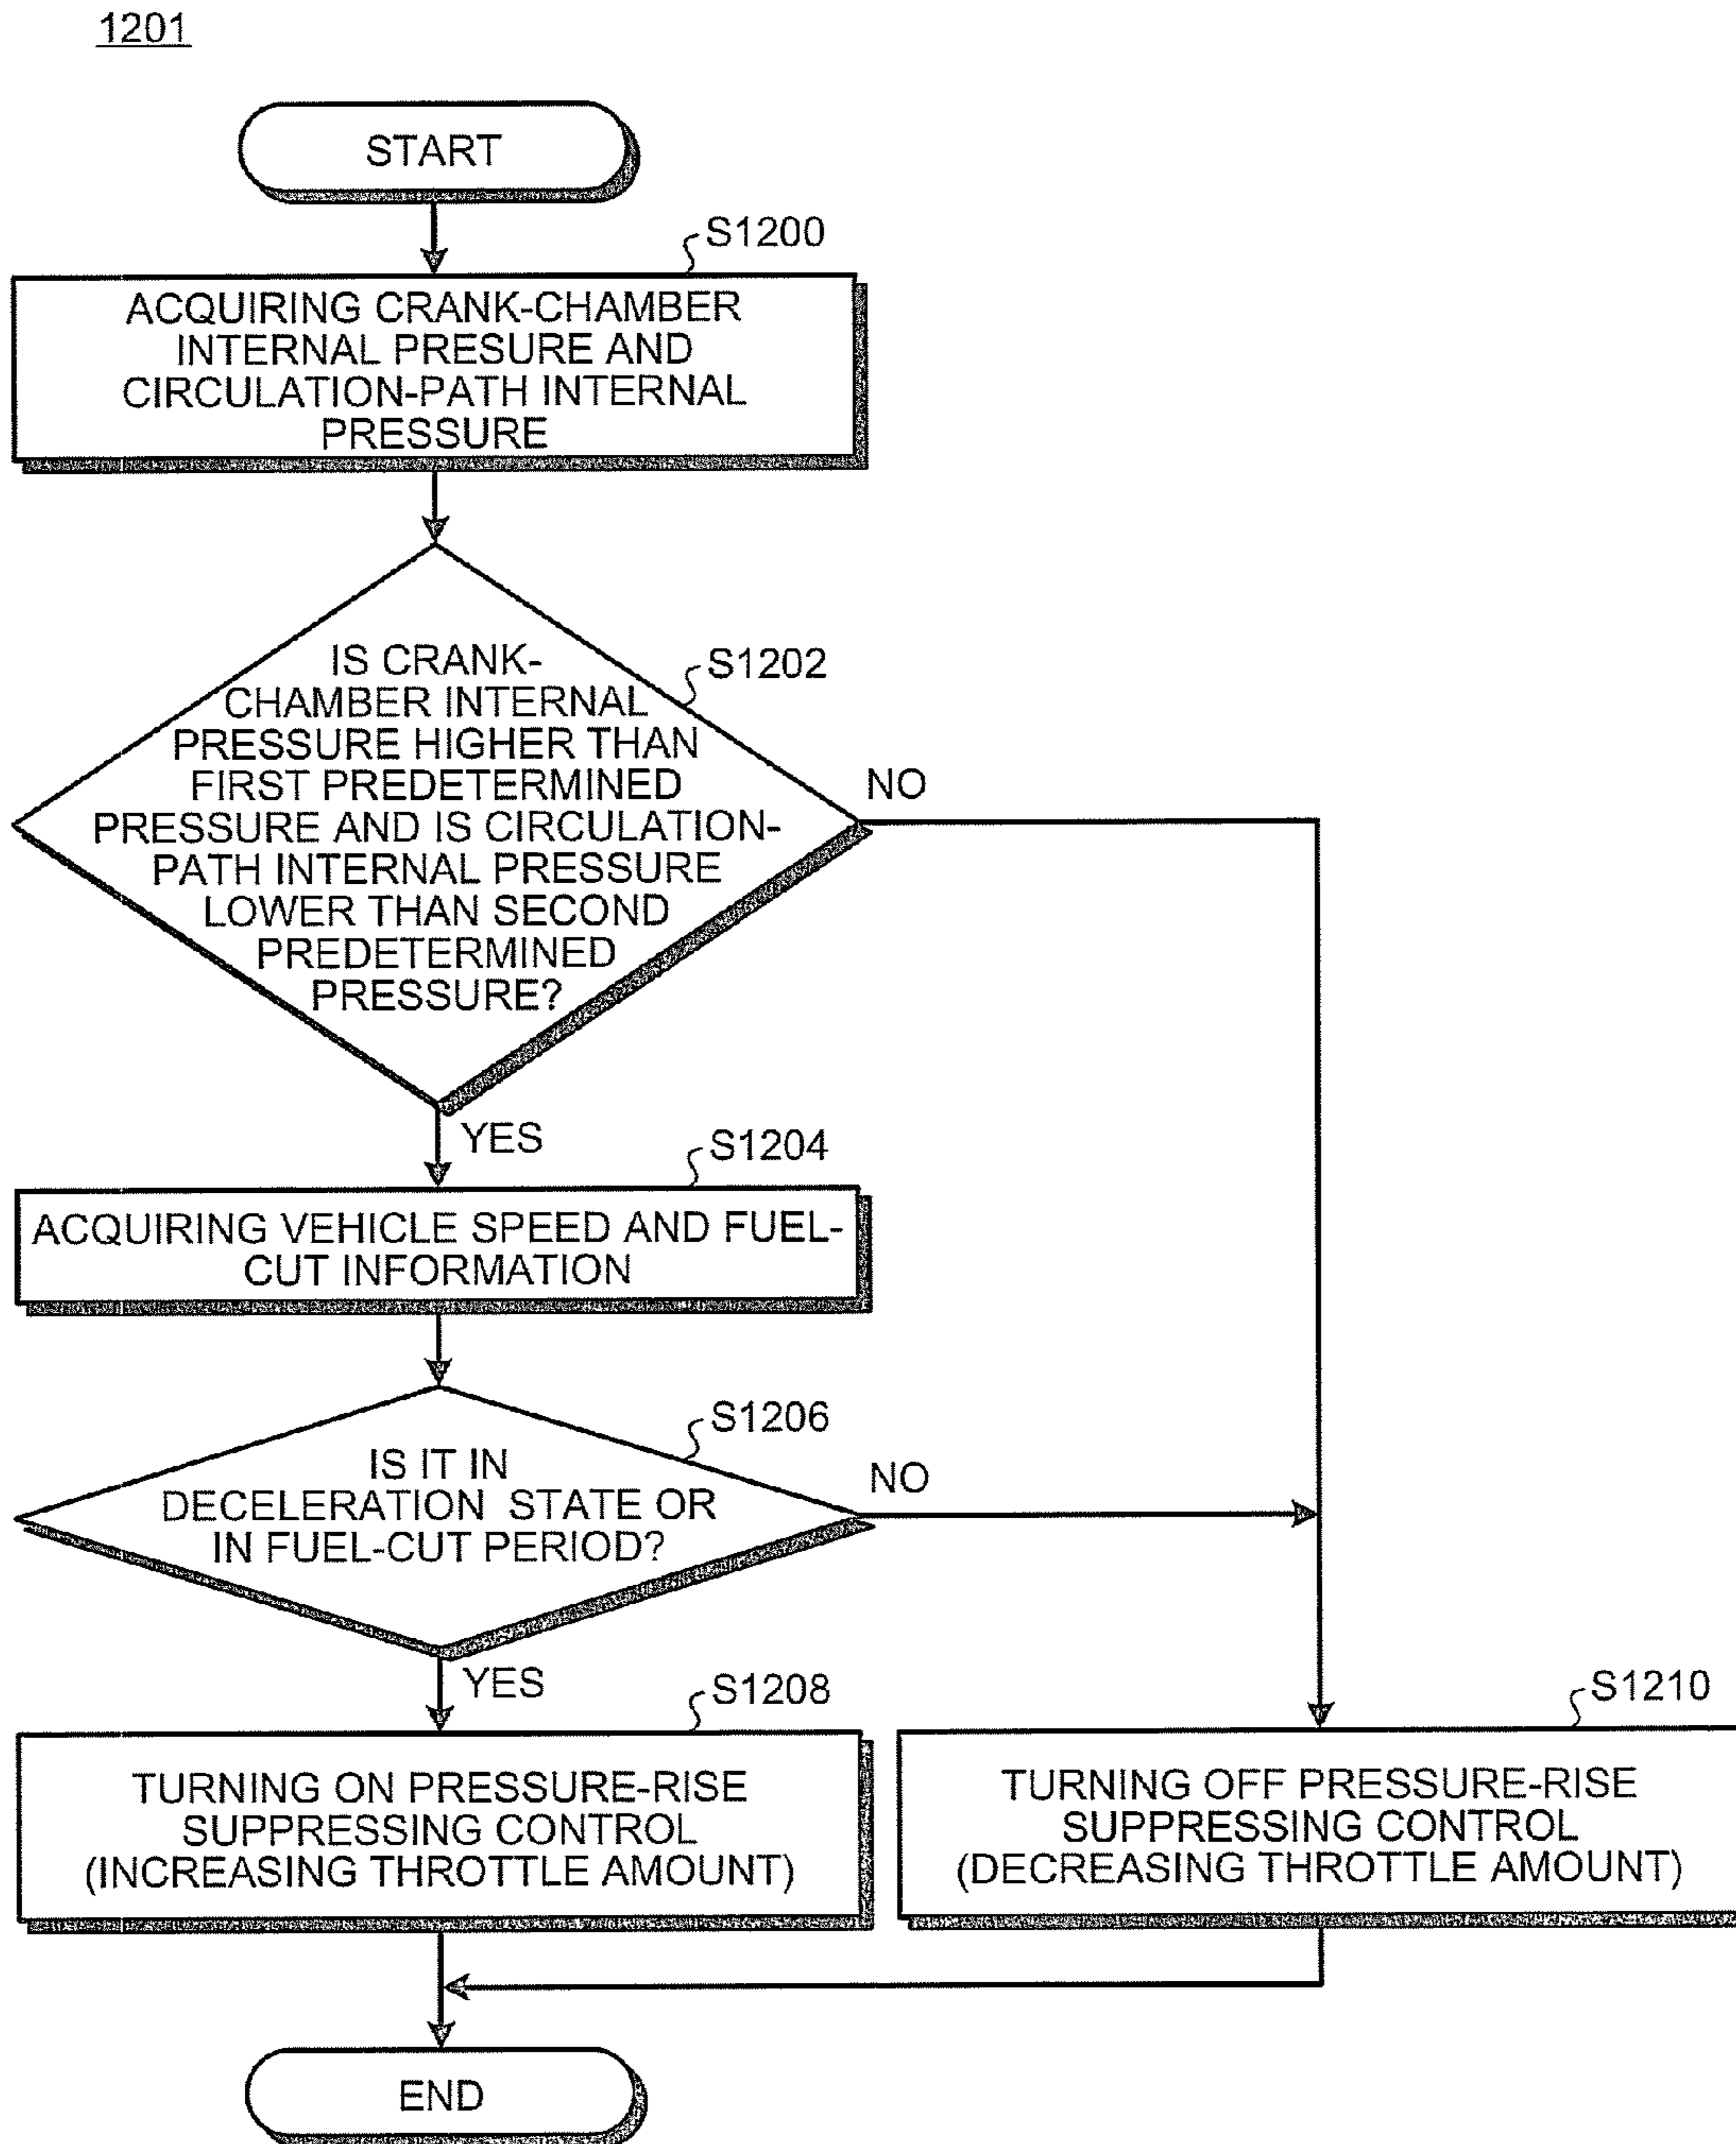 1201
START
S1200
ACQUIRING CRANK-CHAMBER
INTERNAL PRESURE AND
CIRCULATION-PATH INTERNAL
PRESSURE
S1202
IS CRANK-
CHAMBER INTERNAL
PRESSURE HIGHER THAN
FIRST PREDETERMINED
PRESSURE AND IS CIRCULATION-
PATH INTERNAL PRESSURE
LOWER THAN SECOND
PREDETERMINED
PRESSURE?
NO
YES
S1204
ACQUIRING VEHICLE SPEED AND FUEL-
CUT INFORMATION
S1206
IS IT IN
DECELERATION STATE OR
IN FUEL-CUT PERIOD?
NO
YES
S1208
TURNING ON PRESSURE-RISE
SUPPRESSING CONTROL
(INCREASING THROTTLE AMOUNT)
S1210
TURNING OFF PRESSURE-RISE
SUPPRESSING CONTROL
(DECREASING THROTTLE AMOUNT)
END